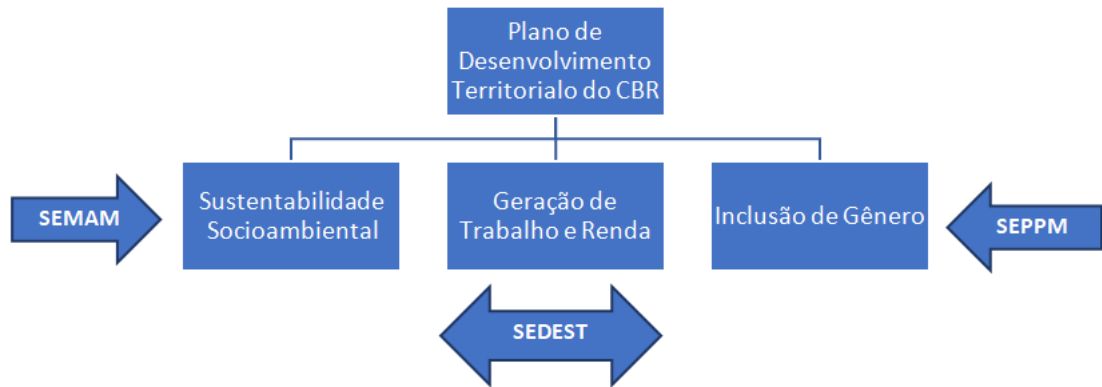 Plano de
Desenvolvimento
Territorialo do CBR
SEMAM
Sustentabilidade
Socioambiental
Geração de
Trabalho e Renda
Inclusão de Gênero
SEPPM
SEDEST